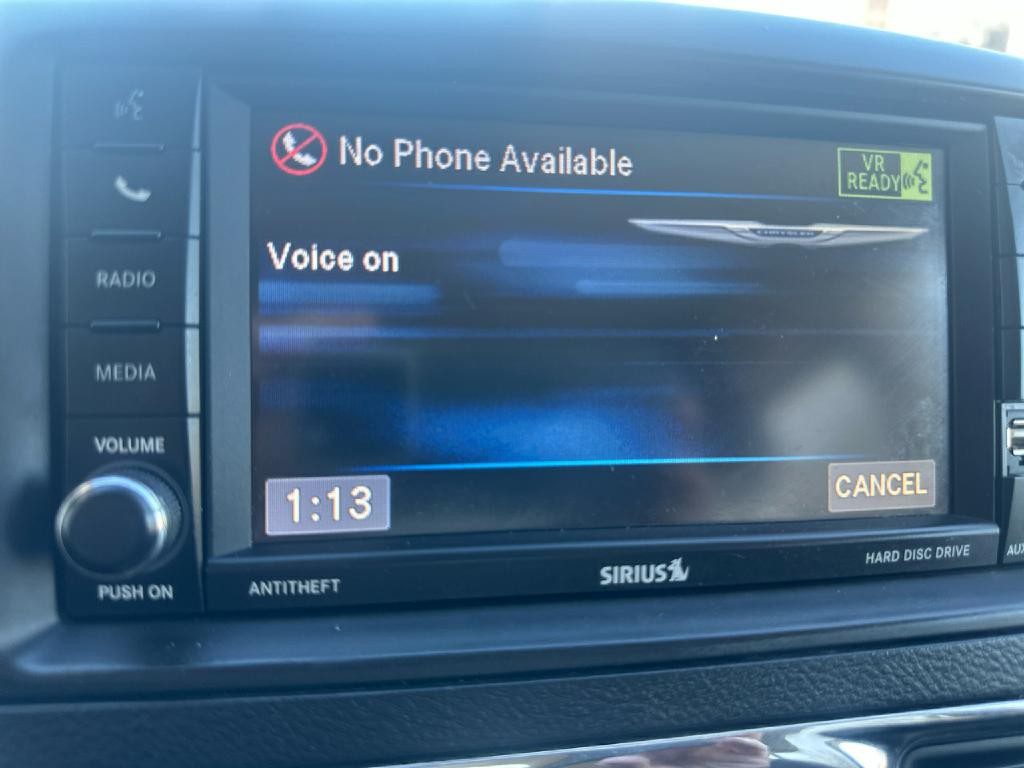 No Phone Available
VR
READY
CHRYSLER
Voice on
RADIO
MEDIA
VOLUME
1:13
CANCEL
PUSH ON
ANTITHEFT
SIRIUS
HARD DISC DRIVE
AUX